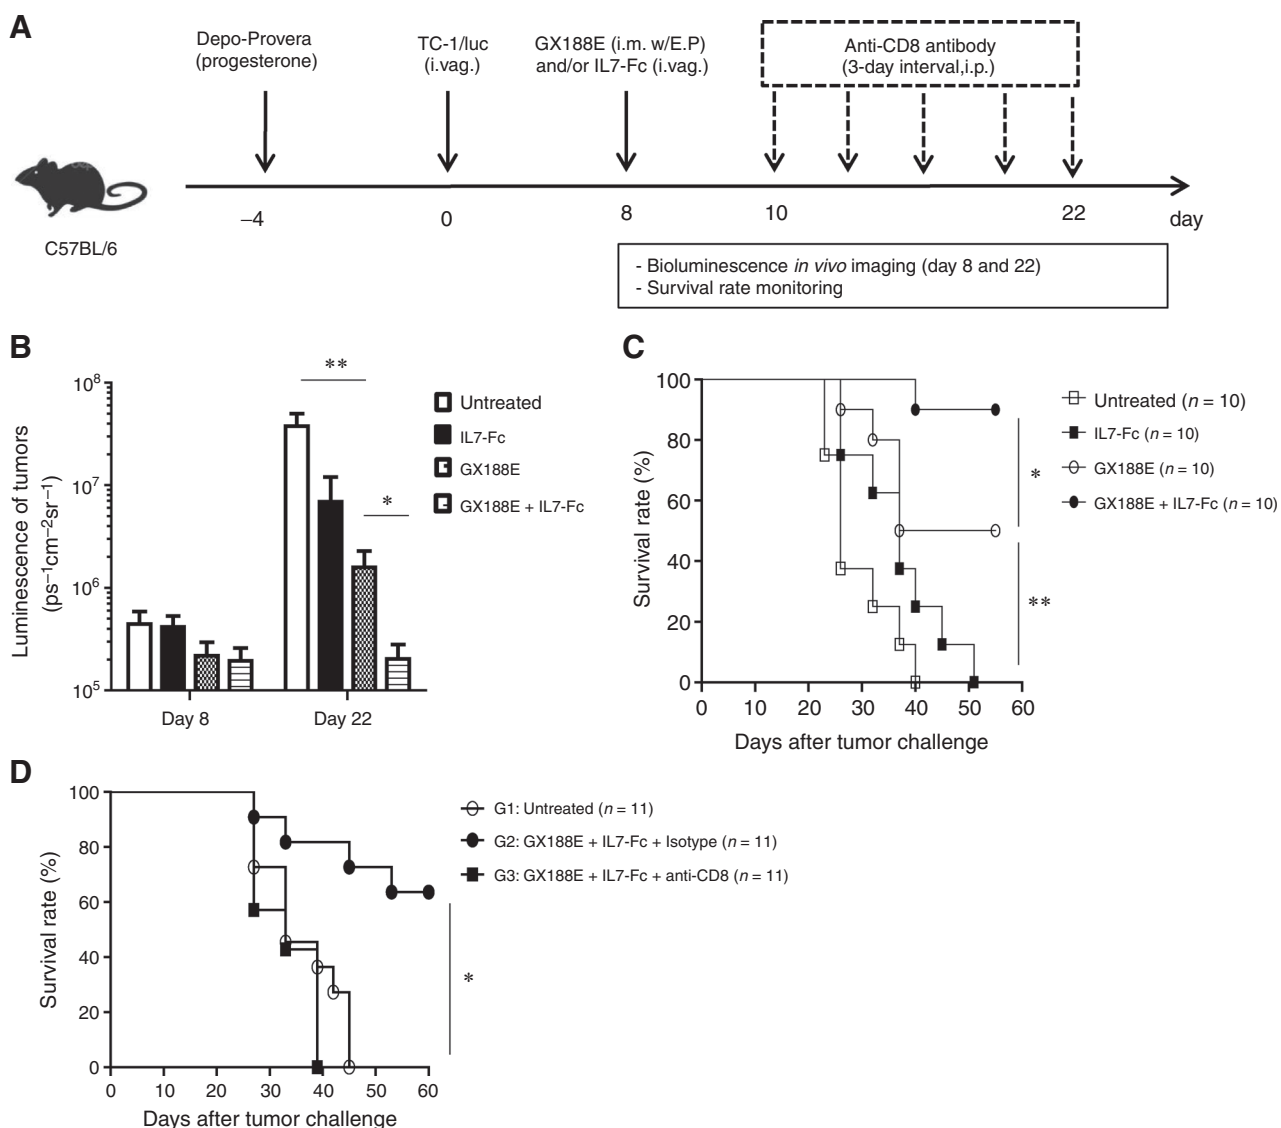 A
Depo-Provera
(progesterone)
TC-1/luc
(i.vag.)
GX188E (i.m. w/E.P)
and/or IL7-Fc (i.vag.)
Anti-CD8 antibody
(3-day interval,i.p.)
C57BL/6
−4
0
8
10
22
day
- Bioluminescence in vivo imaging (day 8 and 22)
- Survival rate monitoring
B
Luminescence of tumors
(ps⁻¹cm⁻²sr⁻¹)
10⁸
10⁷
10⁶
10⁵
**
*
Day 8
Day 22
Untreated
IL7-Fc
GX188E
GX188E + IL7-Fc
C
Survival rate (%)
100
80
60
40
20
0
0 10 20 30 40 50 60
Days after tumor challenge
*
**
Untreated (n = 10)
IL7-Fc (n = 10)
GX188E (n = 10)
GX188E + IL7-Fc (n = 10)
D
Survival rate (%)
100
80
60
40
20
0
0 10 20 30 40 50 60
Days after tumor challenge
*
G1: Untreated (n = 11)
G2: GX188E + IL7-Fc + Isotype (n = 11)
G3: GX188E + IL7-Fc + anti-CD8 (n = 11)